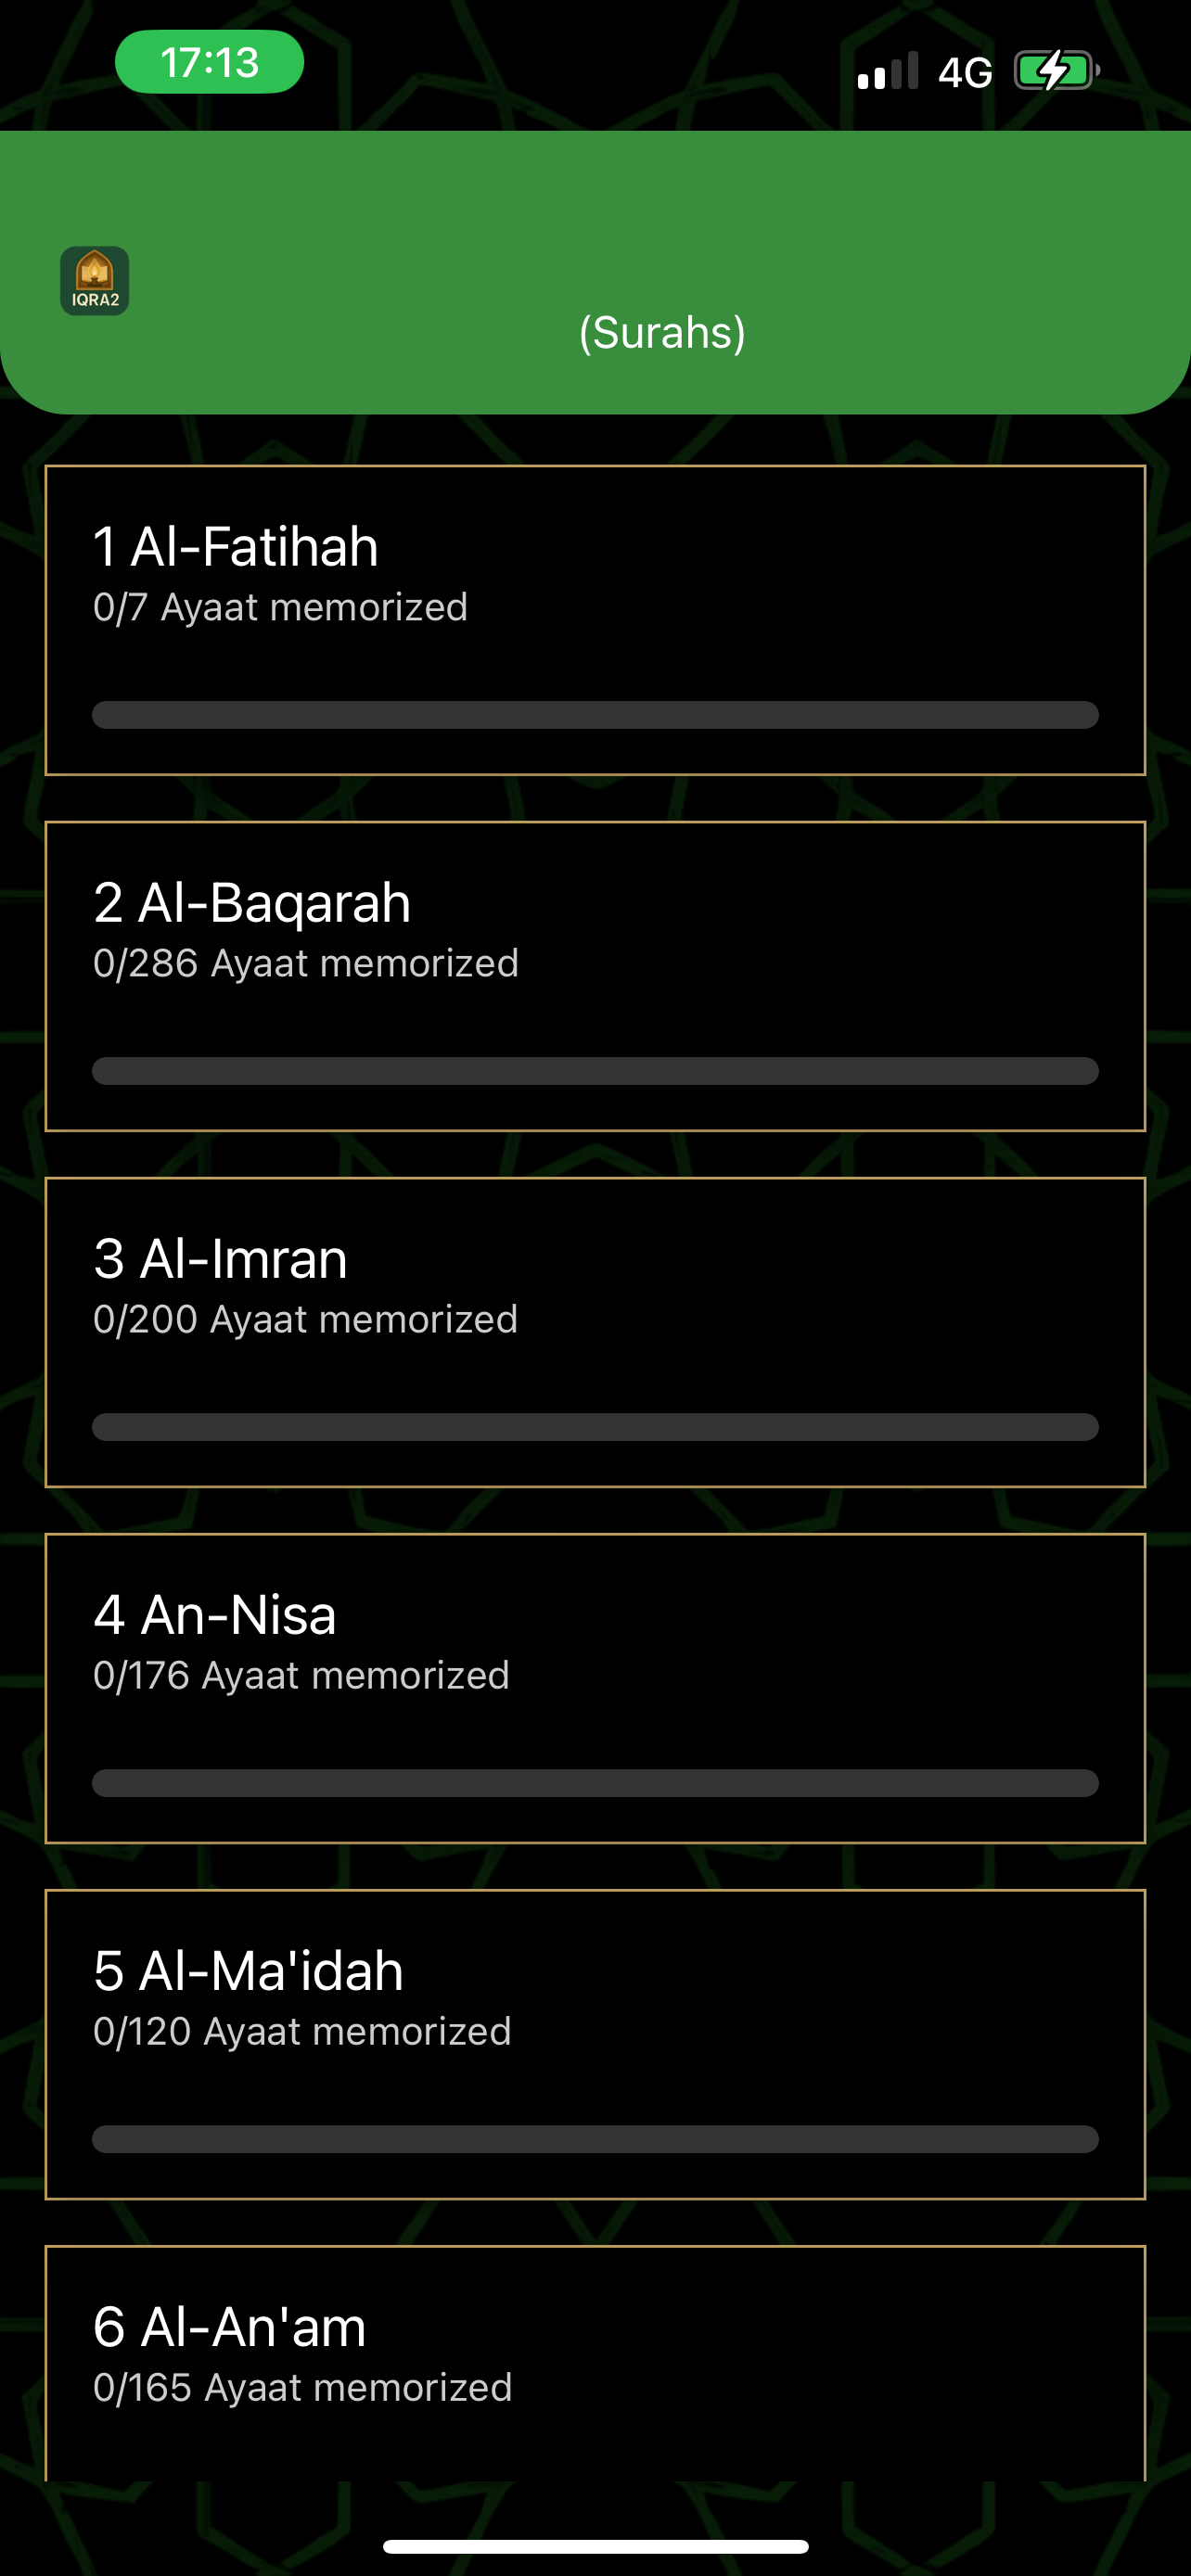 17:13
4G
IQRA2
(Surahs)
1 Al-Fatihah
0/7 Ayaat memorized
2 Al-Baqarah
0/286 Ayaat memorized
3 Al-Imran
0/200 Ayaat memorized
4 An-Nisa
0/176 Ayaat memorized
5 Al-Ma'idah
0/120 Ayaat memorized
6 Al-An'am
0/165 Ayaat memorized